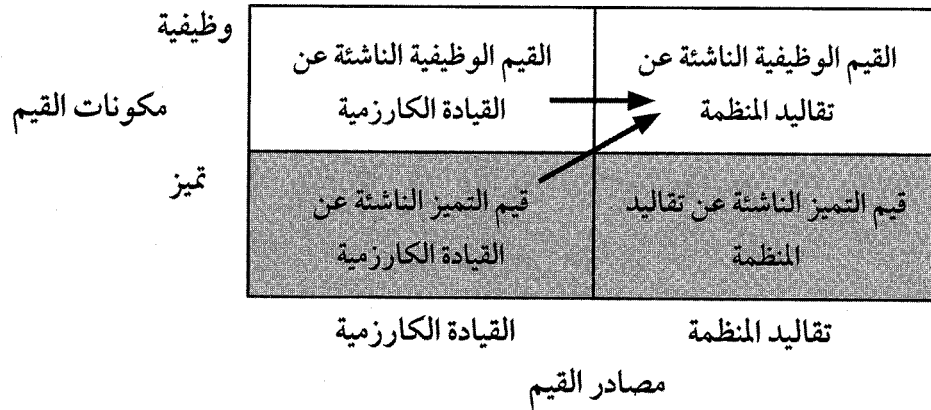 وظيفية
القيم الوظيفية الناشئة عن
القيادة الكارزمية
القيم الوظيفية الناشئة عن
تقاليد المنظمة
مكونات القيم
تميز
قيم التميز الناشئة عن
القيادة الكارزمية
قيم التميز الناشئة عن تقاليد
المنظمة
القيادة الكارزمية
تقاليد المنظمة
مصادر القيم